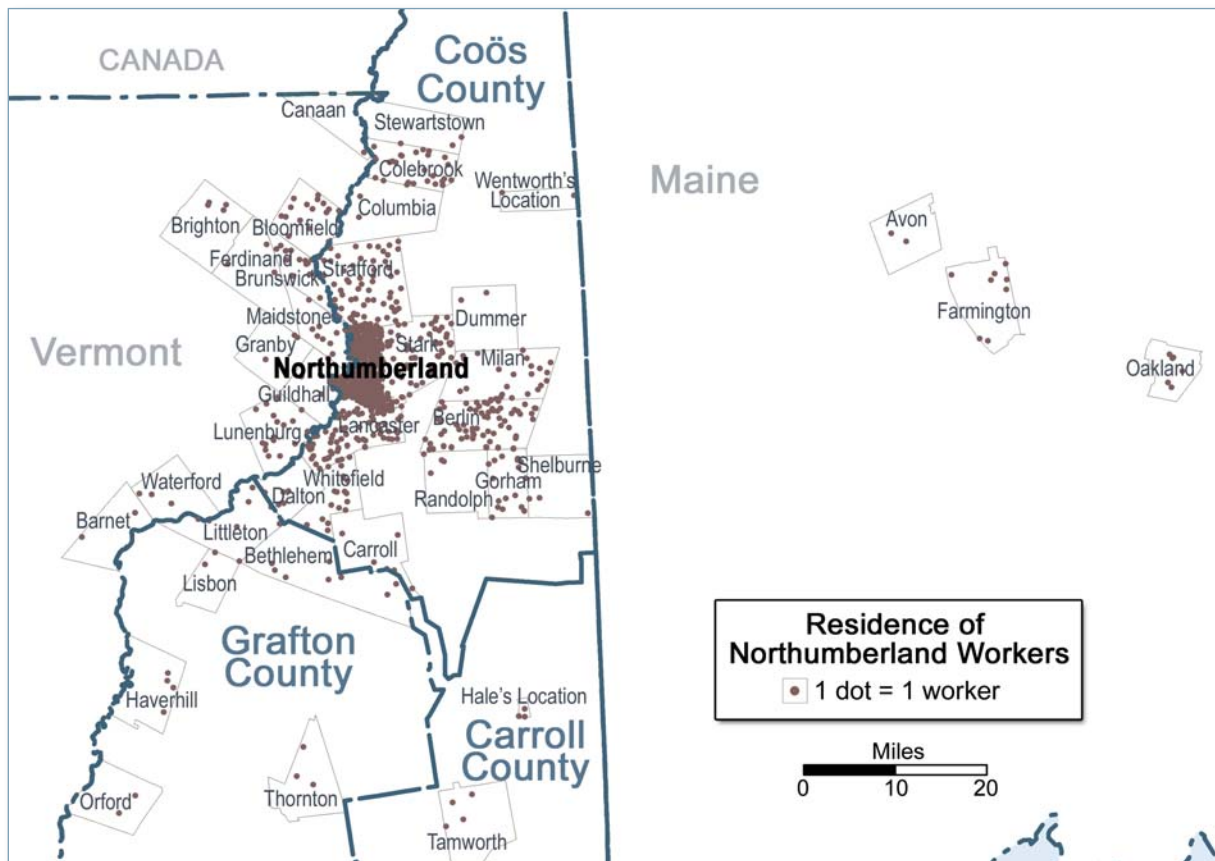 CANADA
Coös
County
Canaan
Stewartstown
Colebrook
Wentworth's
Location
Maine
Columbia
Brighton
Bloomfield
Avon
Ferdinand
Brunswick
Stratford
Maidstone
Dummer
Farmington
Vermont
Granby
Stark
Milan
Northumberland
Oakland
Guildhall
Lunenburg
Lancaster
Berlin
Waterford
Whitefield
Shelburne
Dalton
Randolph
Gorham
Barnet
Littleton
Bethlehem
Carroll
Lisbon
Grafton
County
Residence of
Northumberland Workers
1 dot = 1 worker
Haverhill
Hale's Location
Carroll
County
Miles
0 10 20
Orford
Thornton
Tamworth